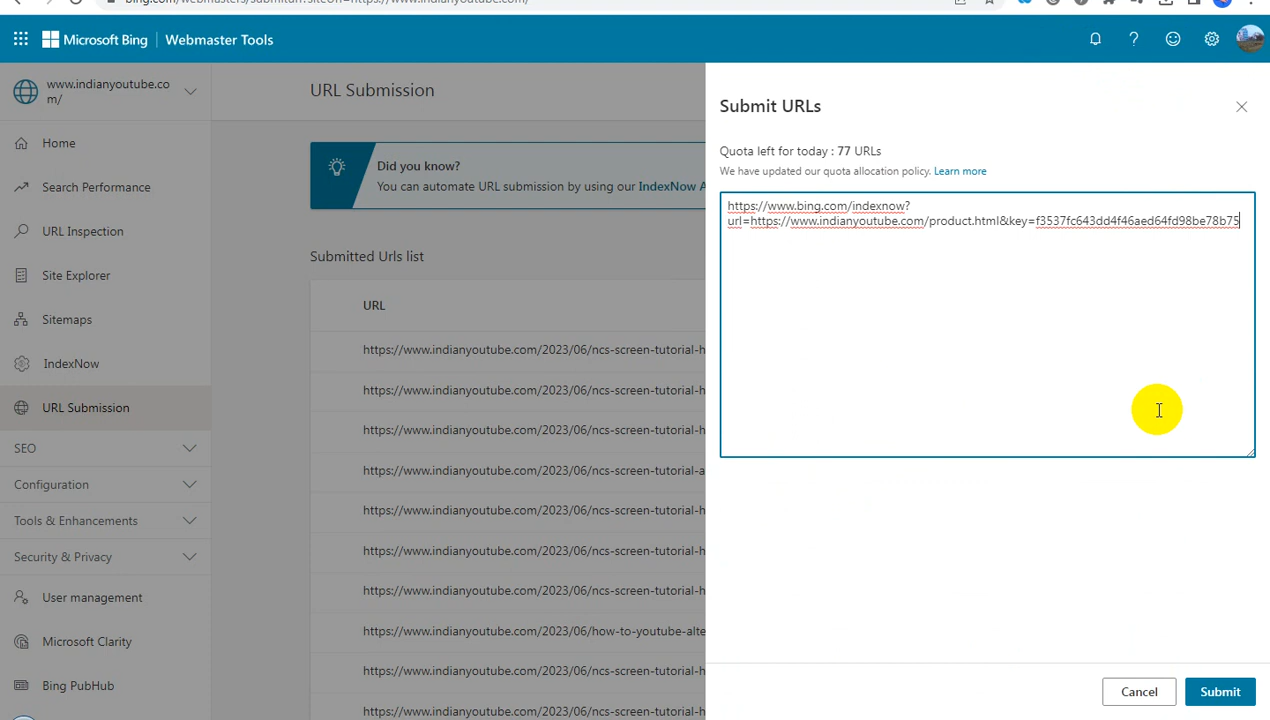 bing.com/webmasters/submiturl?siteUrl=https://www.indianyoutube.com/
Microsoft Bing
Webmaster Tools
www.indianyoutube.co
m/
Home
Search Performance
URL Inspection
Site Explorer
Sitemaps
IndexNow
URL Submission
SEO
Configuration
Tools & Enhancements
Security & Privacy
User management
Microsoft Clarity
Bing PubHub
URL Submission
Did you know?
You can automate URL submission by using our IndexNow A
Submitted Urls list
URL
https://www.indianyoutube.com/2023/06/ncs-screen-tutorial-h
https://www.indianyoutube.com/2023/06/ncs-screen-tutorial-h
https://www.indianyoutube.com/2023/06/ncs-screen-tutorial-h
https://www.indianyoutube.com/2023/06/ncs-screen-tutorial-a
https://www.indianyoutube.com/2023/06/ncs-screen-tutorial-h
https://www.indianyoutube.com/2023/06/ncs-screen-tutorial-h
https://www.indianyoutube.com/2023/06/ncs-screen-tutorial-h
https://www.indianyoutube.com/2023/06/how-to-youtube-alte
https://www.indianyoutube.com/2023/06/ncs-screen-tutorial-h
https://www.indianyoutube.com/2023/06/ncs-screen-tutorial-h
Submit URLs
Quota left for today : 77 URLs
We have updated our quota allocation policy. Learn more
https://www.bing.com/indexnow?
url=https://www.indianyoutube.com/product.html&key=f3537fc643dd4f46aed64fd98be78b75
Cancel
Submit